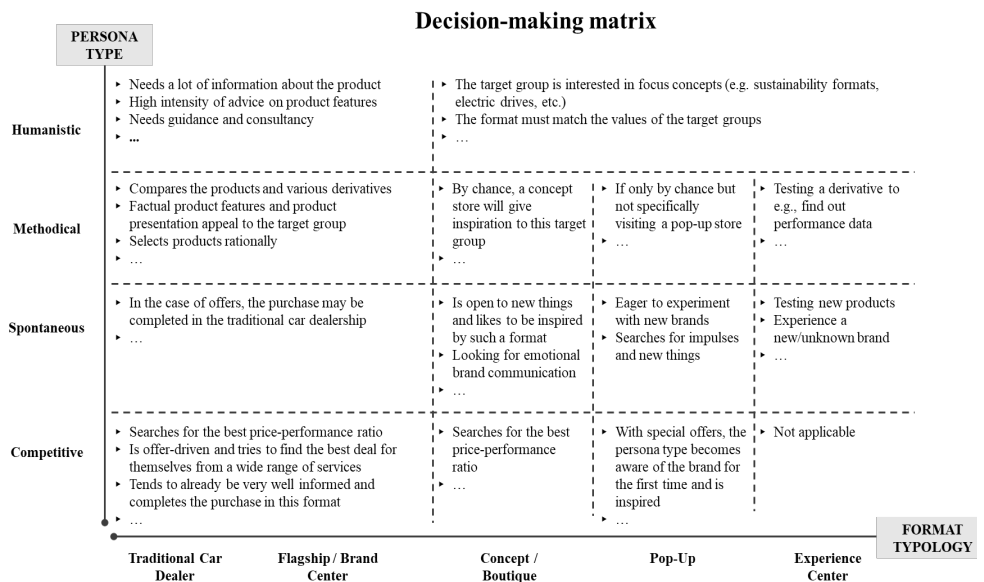 Decision-making matrix
PERSONA
TYPE
Humanistic
‣ Needs a lot of information about the product
‣ High intensity of advice on product features
‣ Needs guidance and consultancy
‣ ...
‣ The target group is interested in focus concepts (e.g. sustainability formats,
electric drives, etc.)
‣ The format must match the values of the target groups
‣ …
Methodical
‣ Compares the products and various derivatives
‣ Factual product features and product
presentation appeal to the target group
‣ Selects products rationally
‣ …
‣ By chance, a concept
store will give
inspiration to this target
group
‣ …
‣ If only by chance but
not specifically
visiting a pop-up store
‣ …
‣ Testing a derivative to
e.g., find out
performance data
‣ …
Spontaneous
‣ In the case of offers, the purchase may be
completed in the traditional car dealership
‣ …
‣ Is open to new things
and likes to be inspired
by such a format
‣ Looking for emotional
brand communication
‣ …
‣ Eager to experiment
with new brands
‣ Searches for impulses
and new things
‣ Testing new products
‣ Experience a
new/unknown brand
‣ …
Competitive
‣ Searches for the best price-performance ratio
‣ Is offer-driven and tries to find the best deal for
themselves from a wide range of services
‣ Tends to already be very well informed and
completes the purchase in this format
‣ …
‣ Searches for the best
price-performance
ratio
‣ …
‣ With special offers, the
persona type becomes
aware of the brand for
the first time and is
inspired
‣ …
‣ Not applicable
FORMAT
TYPOLOGY
Traditional Car
Dealer
Flagship / Brand
Center
Concept /
Boutique
Pop-Up
Experience
Center